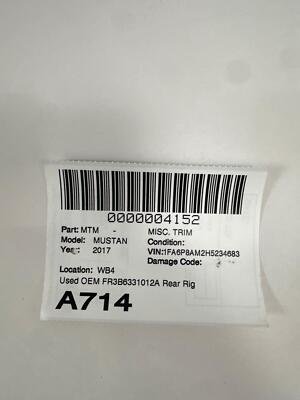 0000004152
Part: MTM - MISC. TRIM
Model: MUSTAN Condition:
Year: 2017 VIN:1FA6P8AM2H5234683
Damage Code:
Location: WB4
Used OEM FR3B6331012A Rear Rig
A714